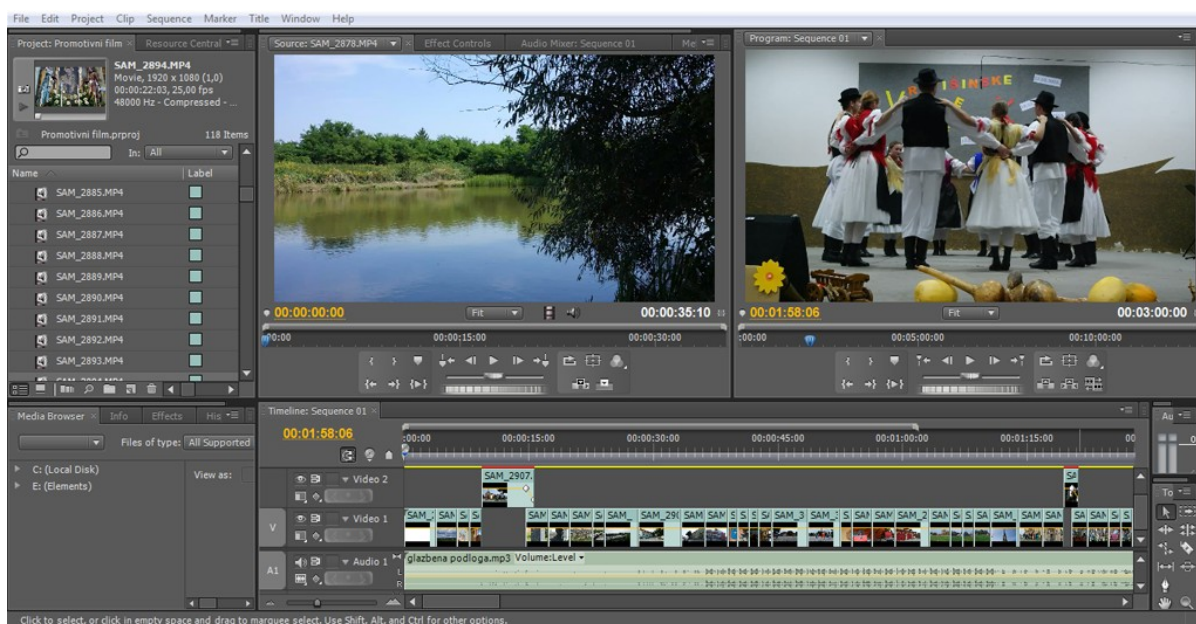 File Edit Project Clip Sequence Marker Title Window Help
Project: Promotivni film × Resource Central
SAM_2894.MP4
Movie, 1920 x 1080 (1,0)
00:00:22:03, 25,00 fps
48000 Hz - Compressed - ...
Promotivni film.prproj 118 Items
In: All
Name Label
SAM_2885.MP4
SAM_2886.MP4
SAM_2887.MP4
SAM_2888.MP4
SAM_2889.MP4
SAM_2890.MP4
SAM_2891.MP4
SAM_2892.MP4
SAM_2893.MP4
Source: SAM_2878.MP4 × Effect Controls Audio Mixer: Sequence 01 Me
00:00:00:00 Fit 00:00:35:10
00:00 00:00:15:00 00:00:30:00
Program: Sequence 01 ×
00:01:58:06 Fit 00:03:00:00
:00:00 00:05:00:00 00:10:00:00
Media Browser × Info Effects His
Files of type: All Supported
C: (Local Disk) View as:
E: (Elements)
Timeline: Sequence 01 ×
00:01:58:06 :00:00 00:00:15:00 00:00:30:00 00:00:45:00 00:01:00:00 00:01:15:00 00
Video 2 SAM_2907. SA
V Video 1
A1 Audio 1 glazbena podloga.mp3 Volume:Level
L
R
Au
0
To
Click to select, or click in empty space and drag to marquee select. Use Shift, Alt, and Ctrl for other options.